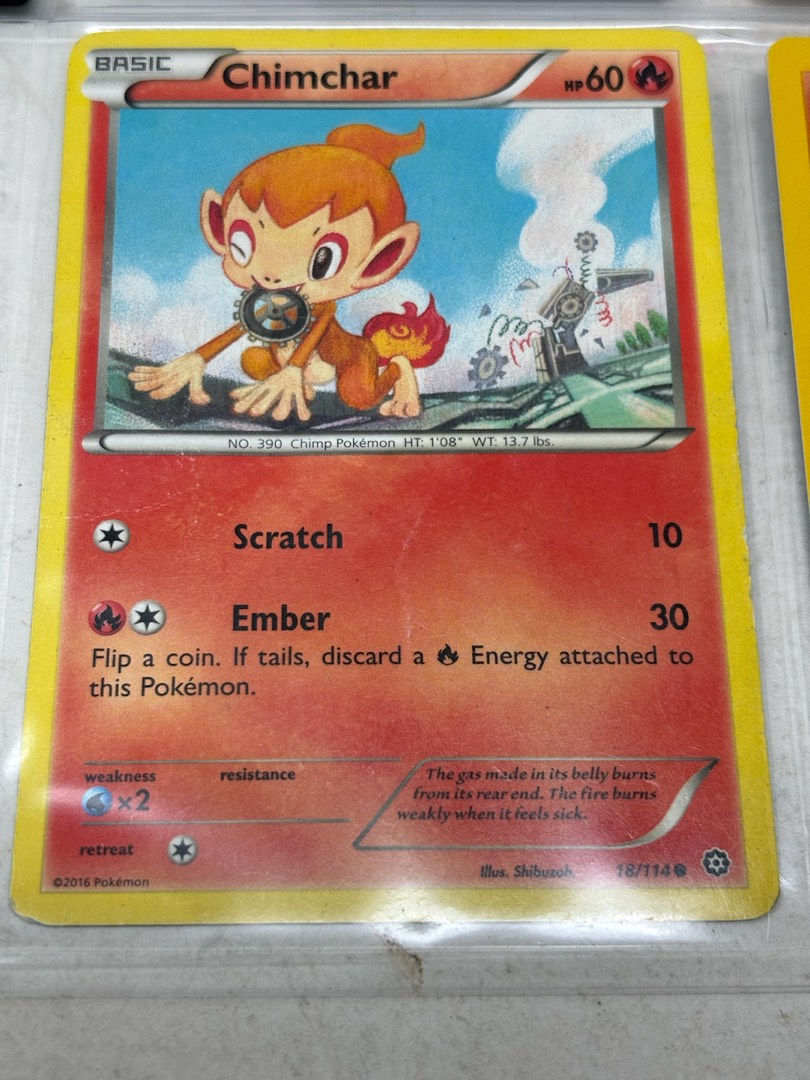 BASIC Chimchar HP60
NO. 390 Chimp Pokémon HT: 1'08" WT: 13.7 lbs.
Scratch 10
Ember 30
Flip a coin. If tails, discard a Energy attached to
this Pokémon.
weakness resistance
×2
The gas made in its belly burns
from its rear end. The fire burns
weakly when it feels sick.
retreat
©2016 Pokémon
Illus. Shibuzoh. 18/114